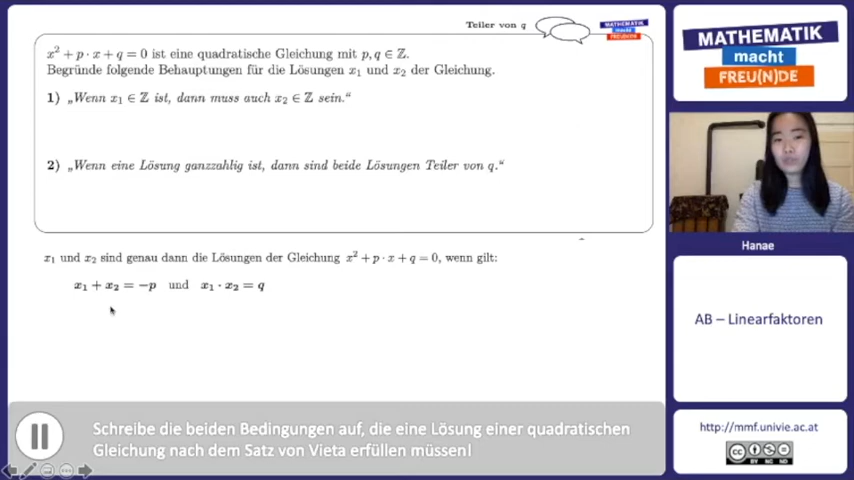 Teiler von q
MATHEMATIK
macht
FREU(N)DE
x² + p · x + q = 0 ist eine quadratische Gleichung mit p, q ∈ ℤ.
Begründe folgende Behauptungen für die Lösungen x₁ und x₂ der Gleichung.
1) „Wenn x₁ ∈ ℤ ist, dann muss auch x₂ ∈ ℤ sein.“
2) „Wenn eine Lösung ganzzahlig ist, dann sind beide Lösungen Teiler von q.“
x₁ und x₂ sind genau dann die Lösungen der Gleichung x² + p · x + q = 0, wenn gilt:
x₁ + x₂ = −p und x₁ · x₂ = q
Schreibe die beiden Bedingungen auf, die eine Lösung einer quadratischen
Gleichung nach dem Satz von Vieta erfüllen müssen!
MATHEMATIK
macht
FREU(N)DE
Hanae
AB – Linearfaktoren
http://mmf.univie.ac.at
cc
BY NC ND